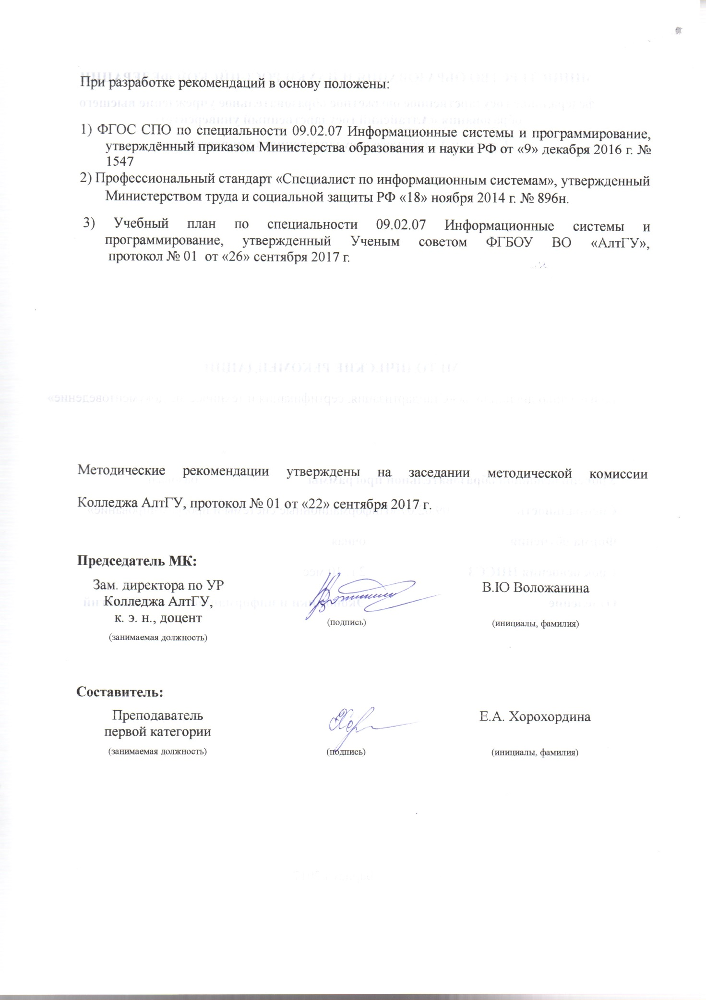 При разработке рекомендаций в основу положены:
1) ФГОС СПО по специальности 09.02.07 Информационные системы и программирование,
утверждённый приказом Министерства образования и науки РФ от «9» декабря 2016 г. №
1547
2) Профессиональный стандарт «Специалист по информационным системам», утвержденный
Министерством труда и социальной защиты РФ «18» ноября 2014 г. № 896н.
3) Учебный план по специальности 09.02.07 Информационные системы и
программирование, утвержденный Ученым советом ФГБОУ ВО «АлтГУ»,
протокол № 01 от «26» сентября 2017 г.
Методические рекомендации утверждены на заседании методической комиссии
Колледжа АлтГУ, протокол № 01 от «22» сентября 2017 г.
Председатель МК:
Зам. директора по УР
Колледжа АлтГУ,
к. э. н., доцент
(занимаемая должность)
(подпись)
В.Ю Воложанина
(инициалы, фамилия)
Составитель:
Преподаватель
первой категории
(занимаемая должность)
(подпись)
Е.А. Хорохордина
(инициалы, фамилия)